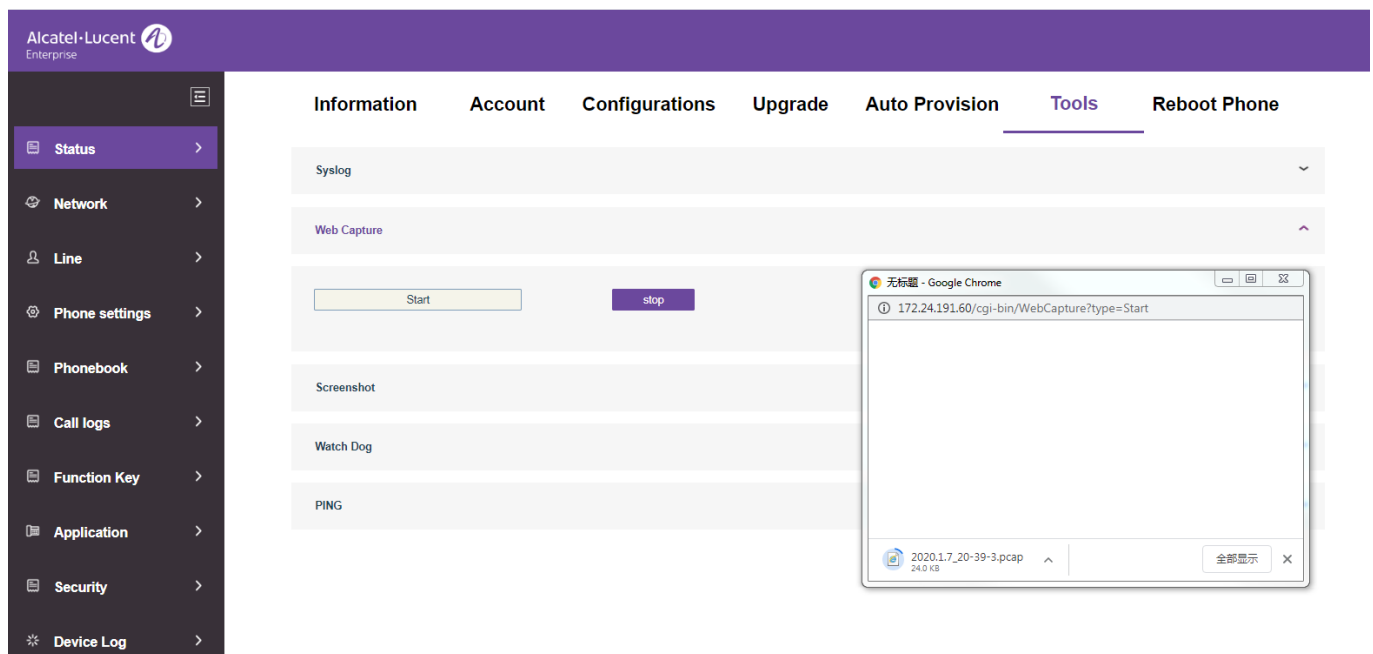 Alcatel·Lucent
Enterprise
Information Account Configurations Upgrade Auto Provision Tools Reboot Phone
Status
Network
Line
Phone settings
Phonebook
Call logs
Function Key
Application
Security
Device Log
Syslog
Web Capture
Start stop
Screenshot
Watch Dog
PING
无标题 - Google Chrome
172.24.191.60/cgi-bin/WebCapture?type=Start
2020.1.7_20-39-3.pcap
24.0 KB
全部显示